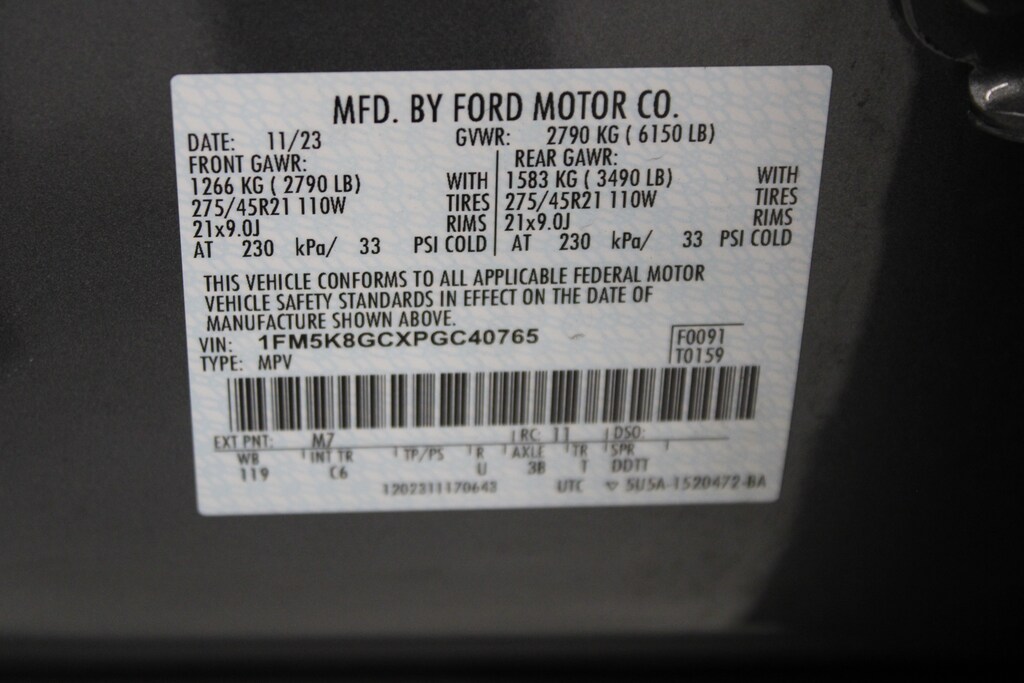 MFD. BY FORD MOTOR CO.
DATE: 11/23 GVWR: 2790 KG ( 6150 LB)
FRONT GAWR: REAR GAWR:
1266 KG ( 2790 LB) WITH 1583 KG ( 3490 LB) WITH
275/45R21 110W TIRES 275/45R21 110W TIRES
21x9.0J RIMS 21x9.0J RIMS
AT 230 kPa/ 33 PSI COLD AT 230 kPa/ 33 PSI COLD
THIS VEHICLE CONFORMS TO ALL APPLICABLE FEDERAL MOTOR
VEHICLE SAFETY STANDARDS IN EFFECT ON THE DATE OF
MANUFACTURE SHOWN ABOVE.
VIN: 1FM5K8GCXPGC40765 F0091
TYPE: MPV T0159
EXT PNT: M7 RC: 11 DSO:
WB INT TR TP/PS R AXLE TR SPR
119 C6 U 3B T DDTT
1202311170643 UTC 5U5A-1520472-BA